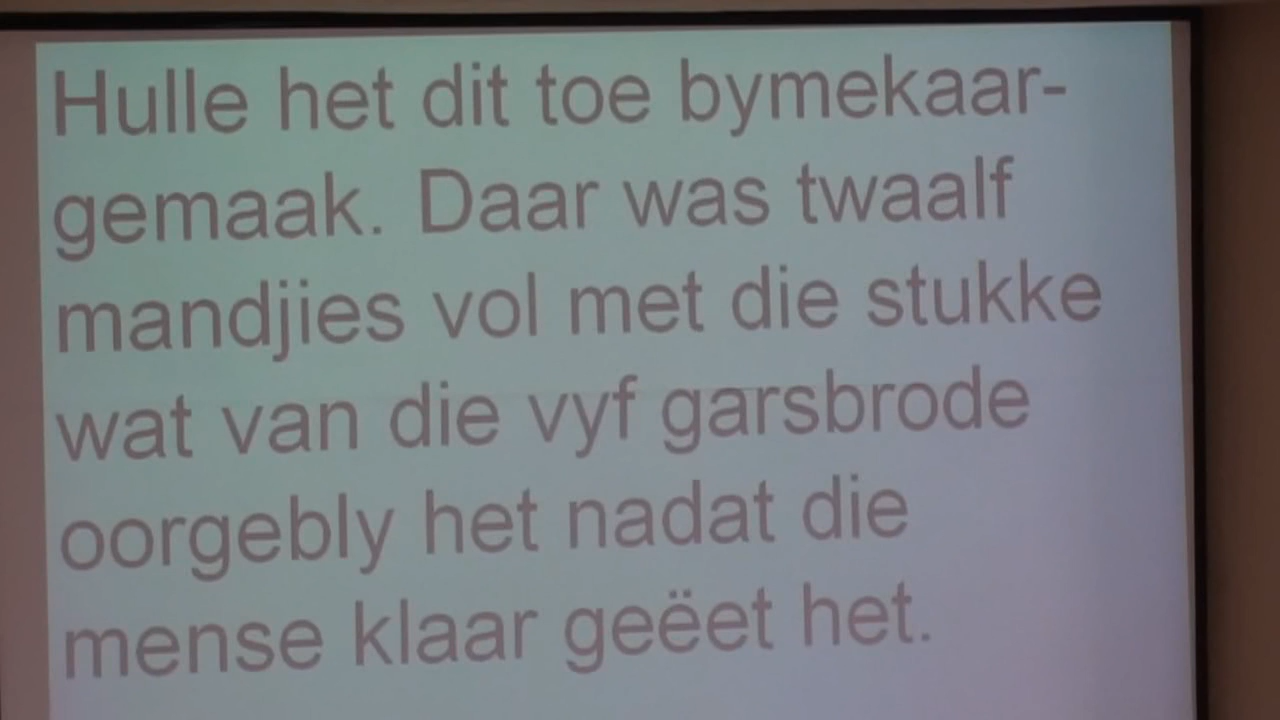 Hulle het dit toe bymekaar-
gemaak. Daar was twaalf
mandjies vol met die stukke
wat van die vyf garsbrode
oorgebly het nadat die
mense klaar geëet het.